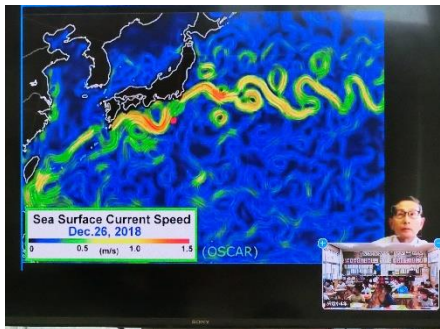 Sea Surface Current Speed
Dec.26, 2018
0 0.5 (m/s) 1.0 1.5
(OSCAR)
SONY